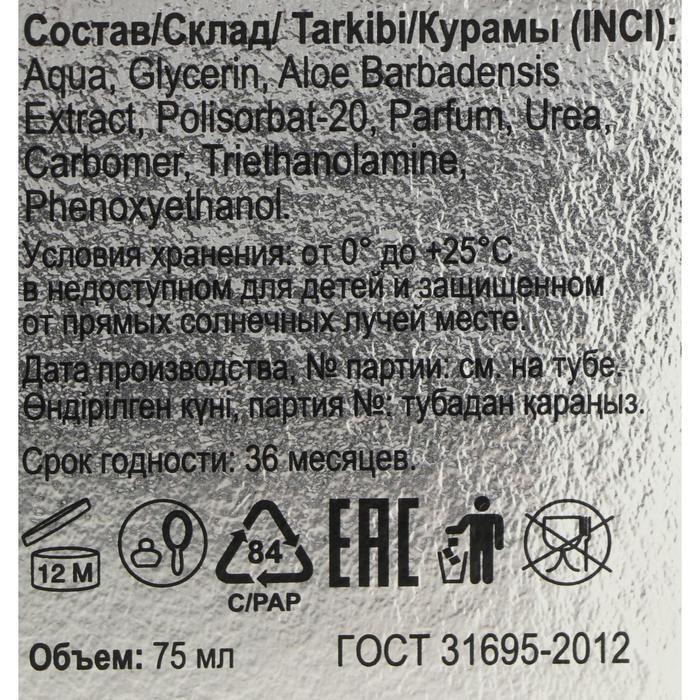 Состав/Склад/ Tarkibi/Курамы (INCI):
Aqua, Glycerin, Aloe Barbadensis
Extract, Polisorbat-20, Parfum, Urea,
Carbomer, Triethanolamine,
Phenoxyethanol.
Условия хранения: от 0° до +25°С
в недоступном для детей и защищенном
от прямых солнечных лучей месте.
Дата производства, № партии: см. на тубе.
Өндірілген күні, партия №: тубадан қараңыз.
Срок годности: 36 месяцев.
12 M
84
EAC
C/PAP
Объем: 75 мл
ГОСТ 31695-2012